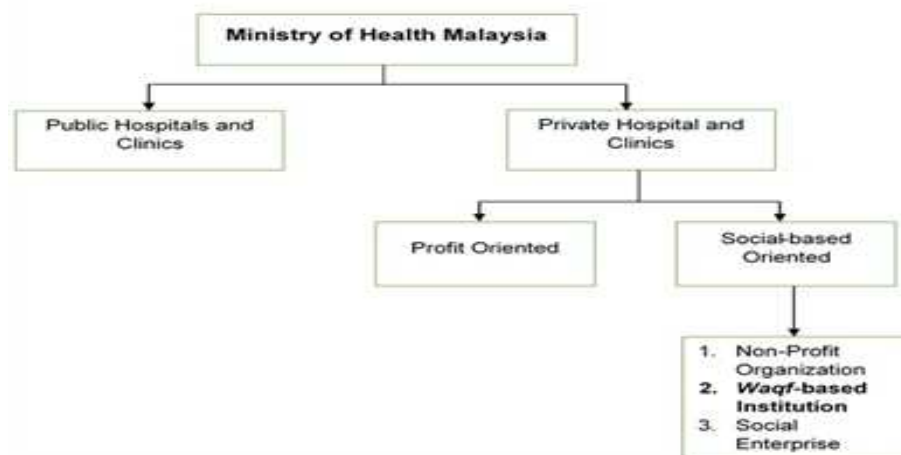 Ministry of Health Malaysia
Public Hospitals and
Clinics
Private Hospital and
Clinics
Profit Oriented
Social-based
Oriented
1. Non-Profit
Organization
2. Waqf-based
Institution
3. Social
Enterprise